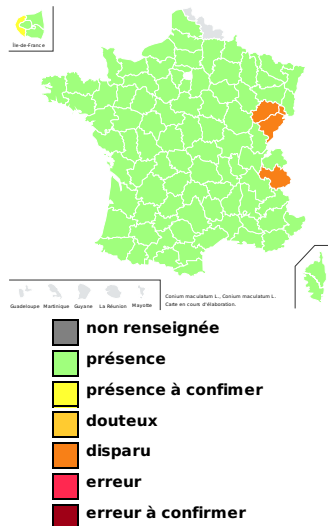 Île-de-France
Guadeloupe Martinique Guyane La Réunion Mayotte
Conium maculatum L., Conium maculatum L.
Carte en cours d'élaboration.
non renseignée
présence
présence à confimer
douteux
disparu
erreur
erreur à confirmer